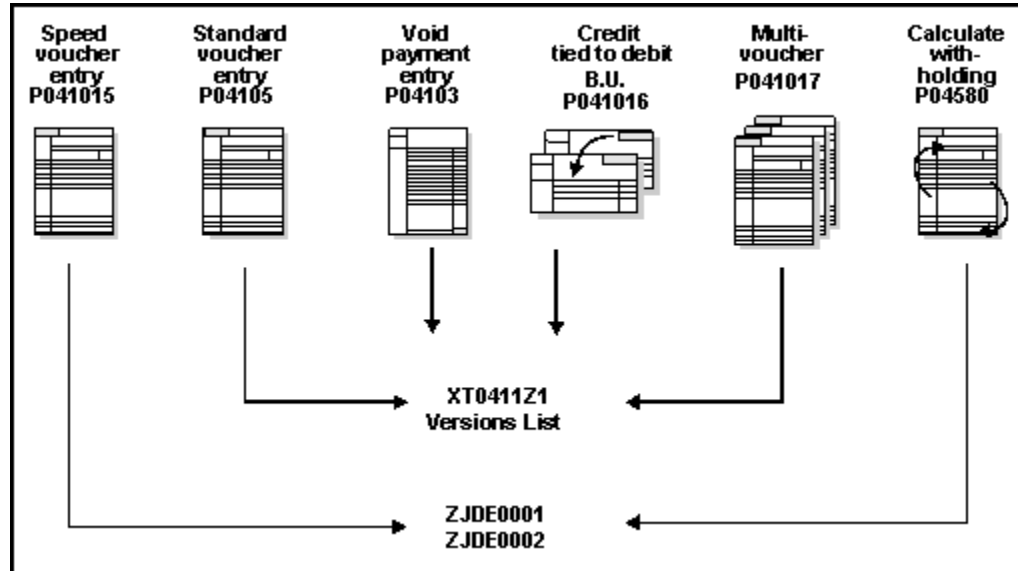 Speed
voucher
entry
P041015
Standard
voucher
entry
P04105
Void
payment
entry
P04103
Credit
tied to debit
B.U.
P041016
Multi-
voucher
P041017
Calculate
with-
holding
P04580
XT0411Z1
Versions List
ZJDE0001
ZJDE0002